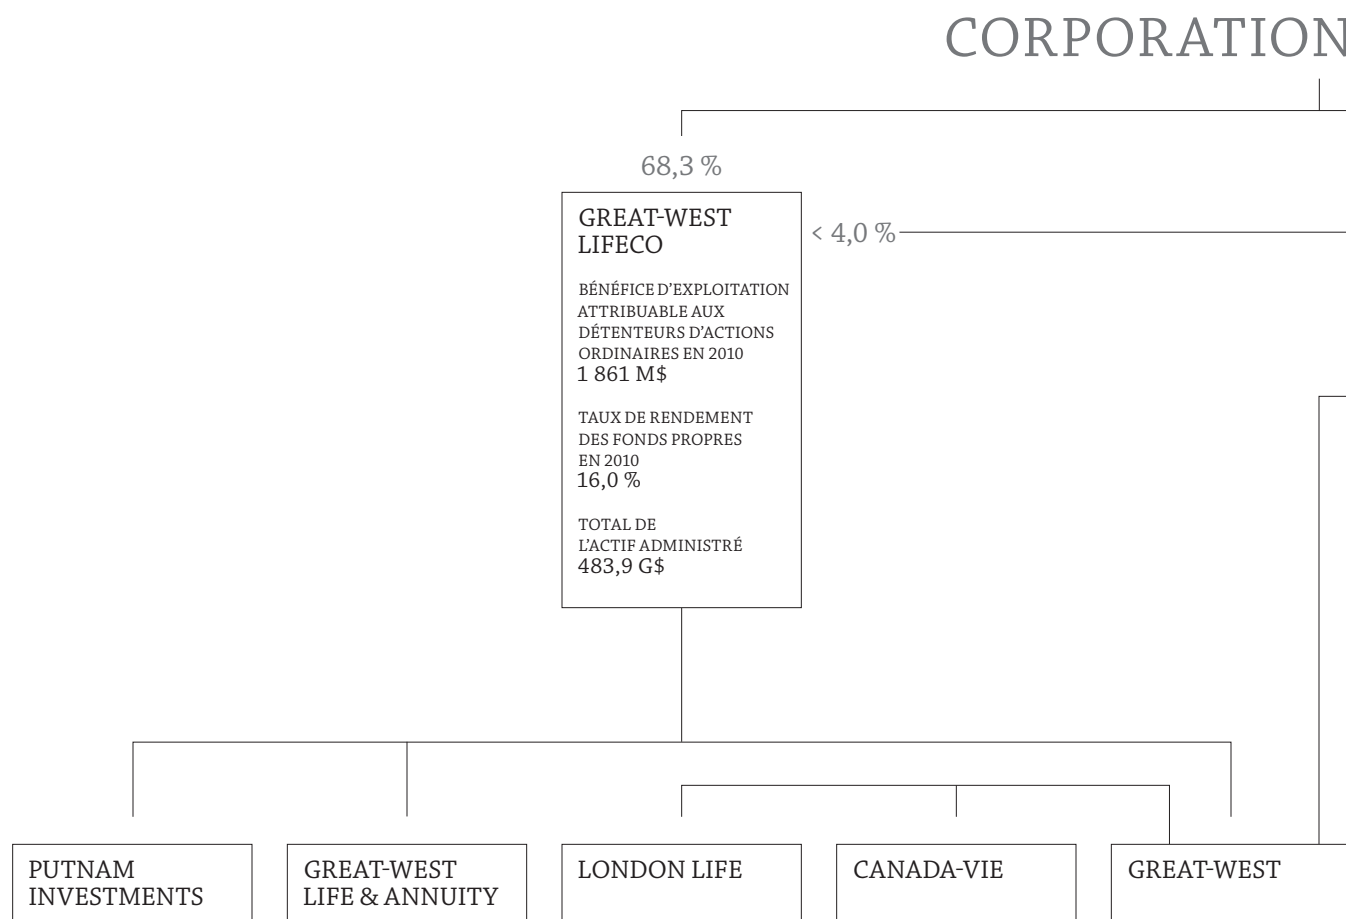 CORPORATION
68,3 %
GREAT-WEST
LIFECO
< 4,0 %
BÉNÉFICE D'EXPLOITATION
ATTRIBUABLE AUX
DÉTENTEURS D'ACTIONS
ORDINAIRES EN 2010
1 861 M$
TAUX DE RENDEMENT
DES FONDS PROPRES
EN 2010
16,0 %
TOTAL DE
L'ACTIF ADMINISTRÉ
483,9 G$
PUTNAM
INVESTMENTS
GREAT-WEST
LIFE & ANNUITY
LONDON LIFE
CANADA-VIE
GREAT-WEST